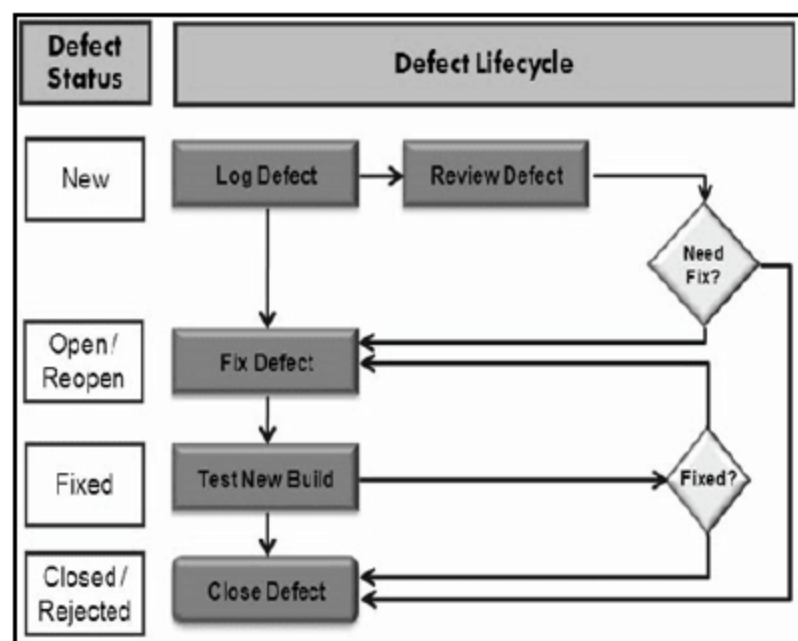 Defect
Status
Defect Lifecycle
New
Log Defect
Review Defect
Need
Fix?
Open /
Reopen
Fix Defect
Fixed
Test New Build
Fixed?
Closed /
Rejected
Close Defect